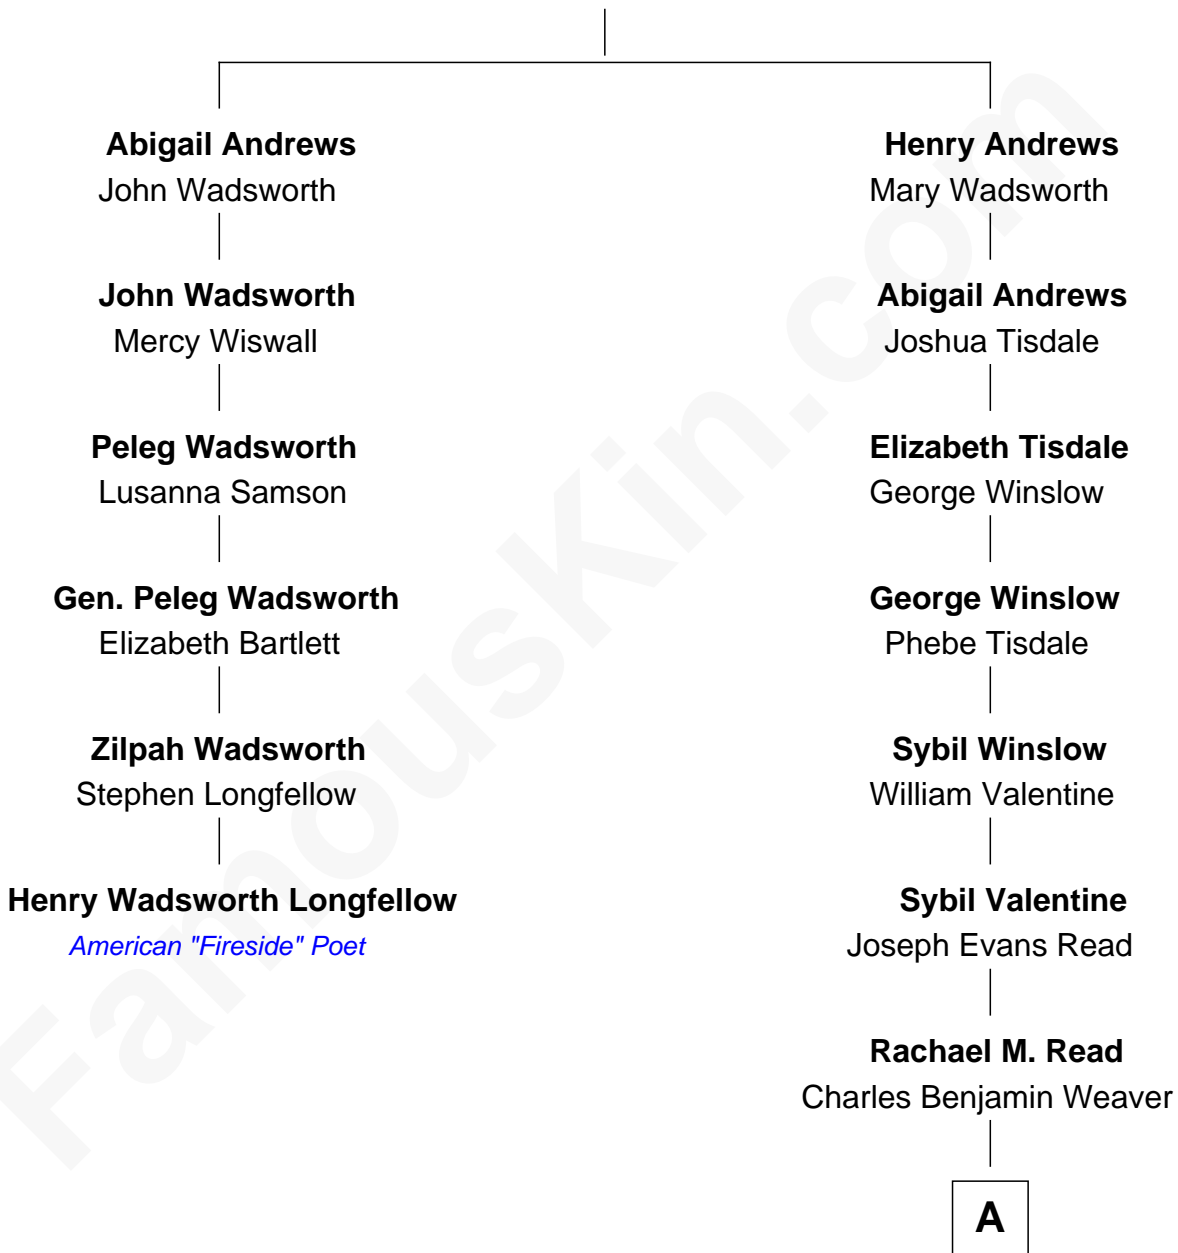 Abigail Andrews
John Wadsworth
John Wadsworth
Mercy Wiswall
Peleg Wadsworth
Lusanna Samson
Gen. Peleg Wadsworth
Elizabeth Bartlett
Zilpah Wadsworth
Stephen Longfellow
Henry Wadsworth Longfellow
American "Fireside" Poet
Henry Andrews
Mary Wadsworth
Abigail Andrews
Joshua Tisdale
Elizabeth Tisdale
George Winslow
George Winslow
Phebe Tisdale
Sybil Winslow
William Valentine
Sybil Valentine
Joseph Evans Read
Rachael M. Read
Charles Benjamin Weaver
A
FamousKin.com